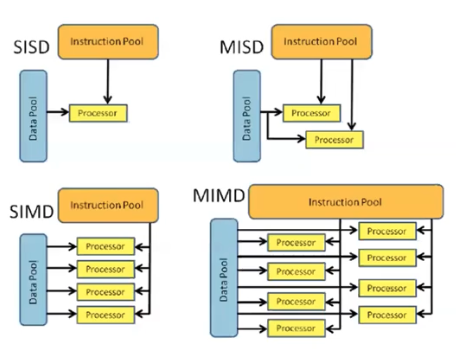 SISD
Instruction Pool
Data Pool
Processor
MISD
Instruction Pool
Data Pool
Processor
Processor
SIMD
Instruction Pool
Data Pool
Processor
Processor
Processor
Processor
MIMD
Instruction Pool
Data Pool
Processor
Processor
Processor
Processor
Processor
Processor
Processor
Processor